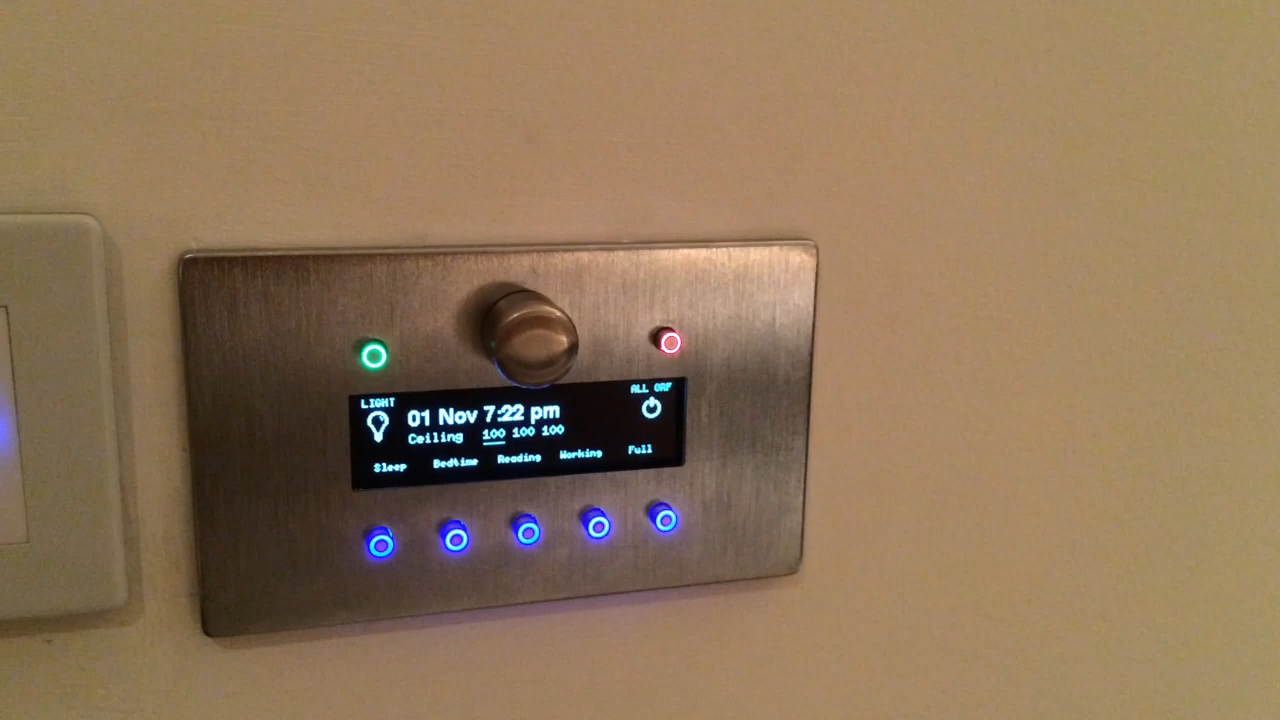 LIGHT
ALL OFF
01 Nov 7:22 pm
Ceiling 100 100 100
Sleep Bedtime Reading Working Full